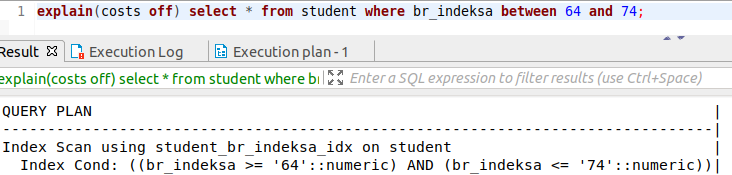 1 explain(costs off) select * from student where br_indeksa between 64 and 74;
Result Execution Log Execution plan - 1
explain(costs off) select * from student where br Enter a SQL expression to filter results (use Ctrl+Space)
QUERY PLAN |
-------------------------------------------------------------------------------------|
Index Scan using student_br_indeksa_idx on student |
Index Cond: ((br_indeksa >= '64'::numeric) AND (br_indeksa <= '74'::numeric))|